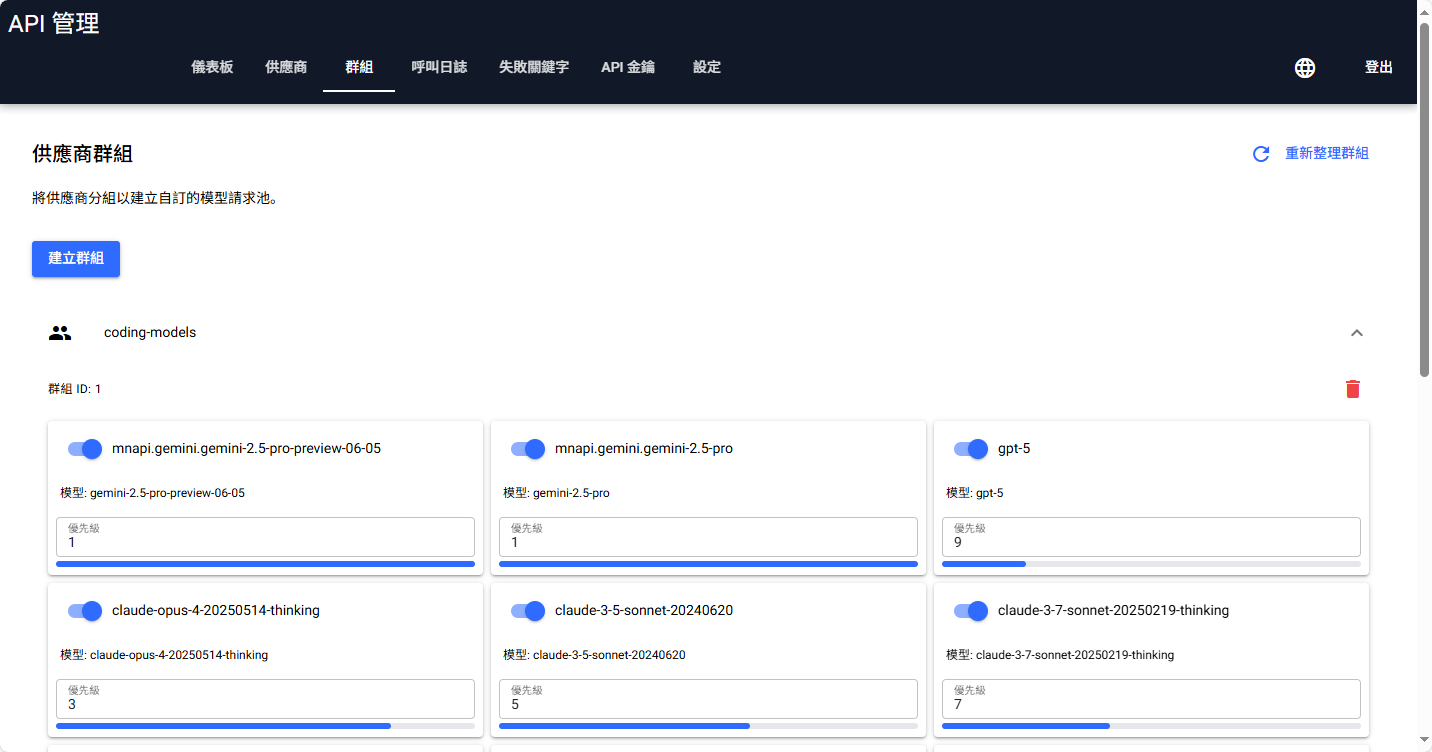 API 管理
儀表板
供應商
群組
呼叫日誌
失敗關鍵字
API 金鑰
設定
登出
供應商群組
重新整理群組
將供應商分組以建立自訂的模型請求池。
建立群組
coding-models
群組 ID: 1
mnapi.gemini.gemini-2.5-pro-preview-06-05
模型: gemini-2.5-pro-preview-06-05
優先級
1
mnapi.gemini.gemini-2.5-pro
模型: gemini-2.5-pro
優先級
1
gpt-5
模型: gpt-5
優先級
9
claude-opus-4-20250514-thinking
模型: claude-opus-4-20250514-thinking
優先級
3
claude-3-5-sonnet-20240620
模型: claude-3-5-sonnet-20240620
優先級
5
claude-3-7-sonnet-20250219-thinking
模型: claude-3-7-sonnet-20250219-thinking
優先級
7